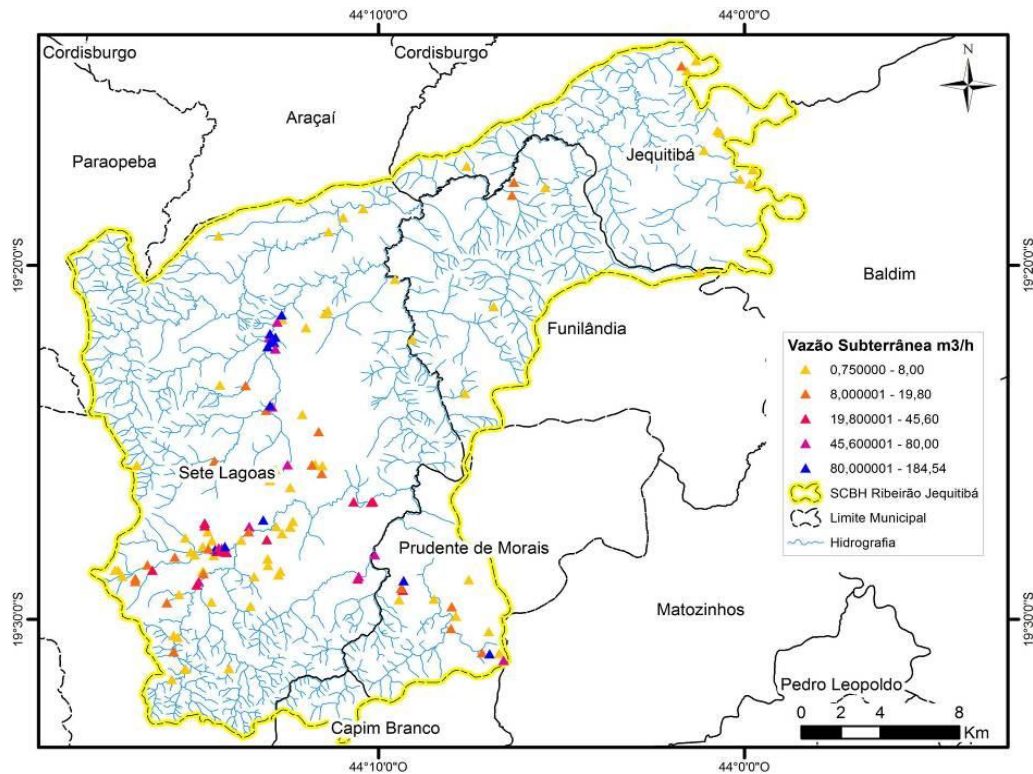 44°10'0"O
44°0'0"O
Cordisburgo
Cordisburgo
N
Araçaí
Paraopeba
Jequitibá
19°20'0"S
19°20'0"S
Baldim
Funilândia
Vazão Subterrânea m3/h
0,750000 - 8,00
8,000001 - 19,80
19,800001 - 45,60
45,600001 - 80,00
80,000001 - 184,54
SCBH Ribeirão Jequitibá
Limite Municipal
Hidrografia
Sete Lagoas
Prudente de Morais
Matozinhos
19°30'0"S
19°30'0"S
Pedro Leopoldo
Capim Branco
0 2 4 8
Km
44°10'0"O
44°0'0"O